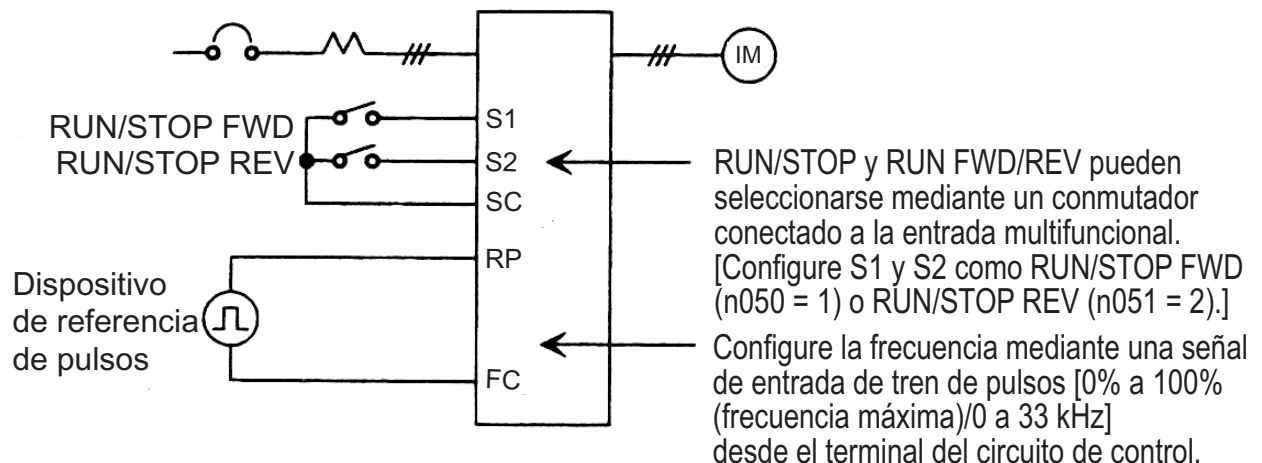 IM
S1
RUN/STOP FWD
RUN/STOP REV
S2
SC
RUN/STOP y RUN FWD/REV pueden
seleccionarse mediante un conmutador
conectado a la entrada multifuncional.
[Configure S1 y S2 como RUN/STOP FWD
(n050 = 1) o RUN/STOP REV (n051 = 2).]
RP
Dispositivo
de referencia
de pulsos
FC
Configure la frecuencia mediante una señal
de entrada de tren de pulsos [0% a 100%
(frecuencia máxima)/0 a 33 kHz]
desde el terminal del circuito de control.